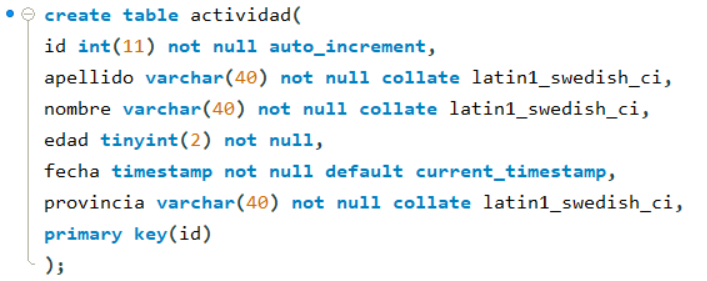 create table actividad(
id int(11) not null auto_increment,
apellido varchar(40) not null collate latin1_swedish_ci,
nombre varchar(40) not null collate latin1_swedish_ci,
edad tinyint(2) not null,
fecha timestamp not null default current_timestamp,
provincia varchar(40) not null collate latin1_swedish_ci,
primary key(id)
);